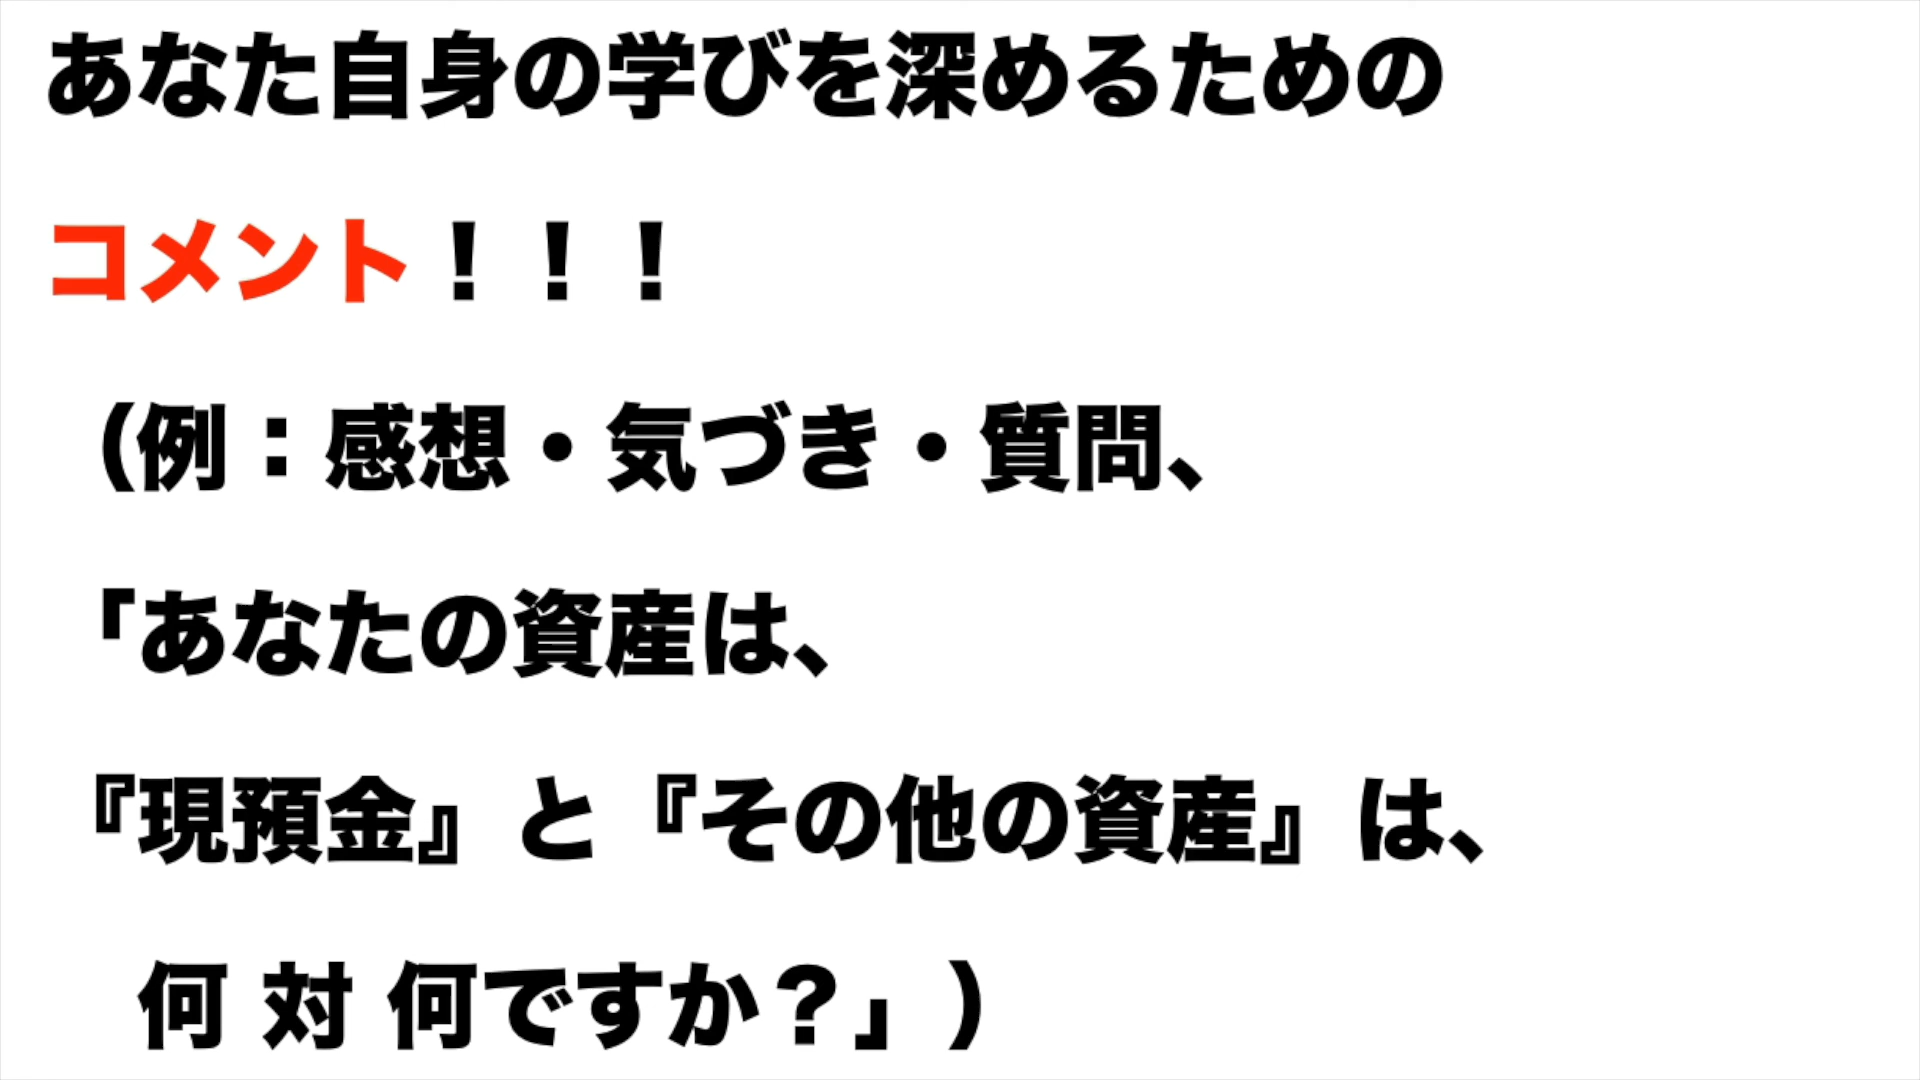 あなた自身の学びを深めるための
コメント！！！
（例：感想・気づき・質問、
「あなたの資産は、
『現預金』と『その他の資産』は、
何 対 何ですか？」）